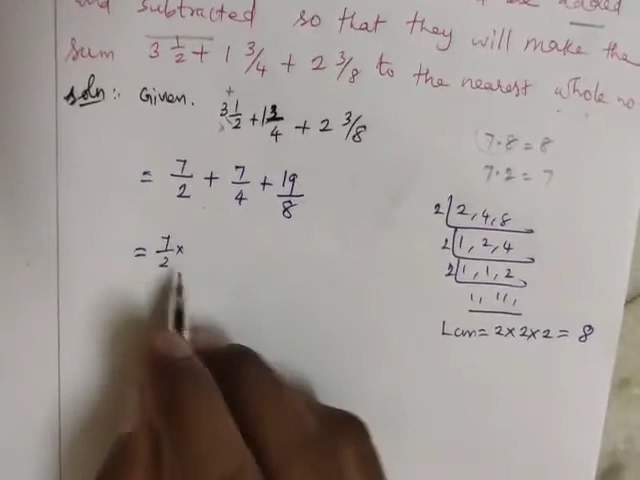 and subtracted so that they will make the
sum 3 1/2 + 1 3/4 + 2 3/8 to the nearest whole no
Soln:- Given. 3 1/2 + 1 3/4 + 2 3/8
7.8 = 8
7.2 = 7
= 7/2 + 7/4 + 19/8
= 7/2 ×
2 | 2, 4, 8
2 | 1, 2, 4
2 | 1, 1, 2
1, 1, 1,
Lcm = 2×2×2 = 8